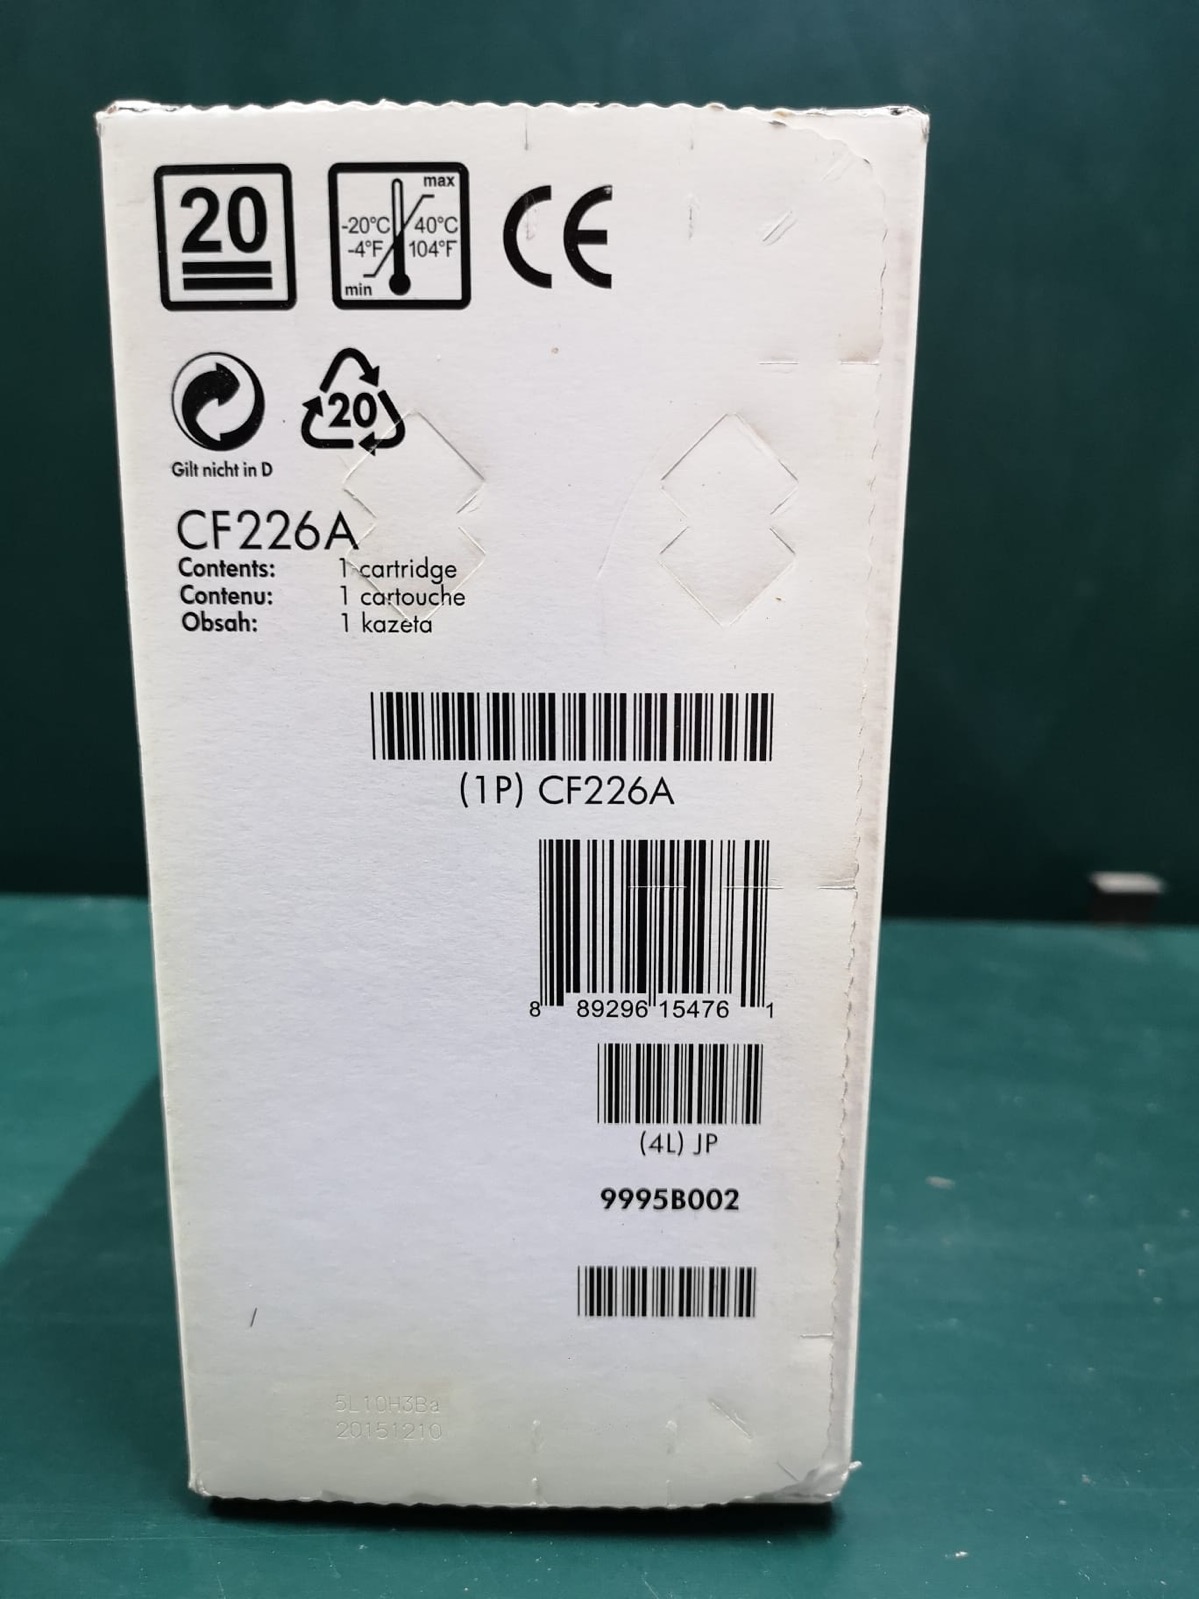 20
max
-20°C 40°C
-4°F 104°F
min
CE
20
Gilt nicht in D
CF226A
Contents: 1 cartridge
Contenu: 1 cartouche
Obsah: 1 kazeta
(1P) CF226A
8 89296 15476 1
(4L) JP
9995B002
5L10H3Ba
20151210